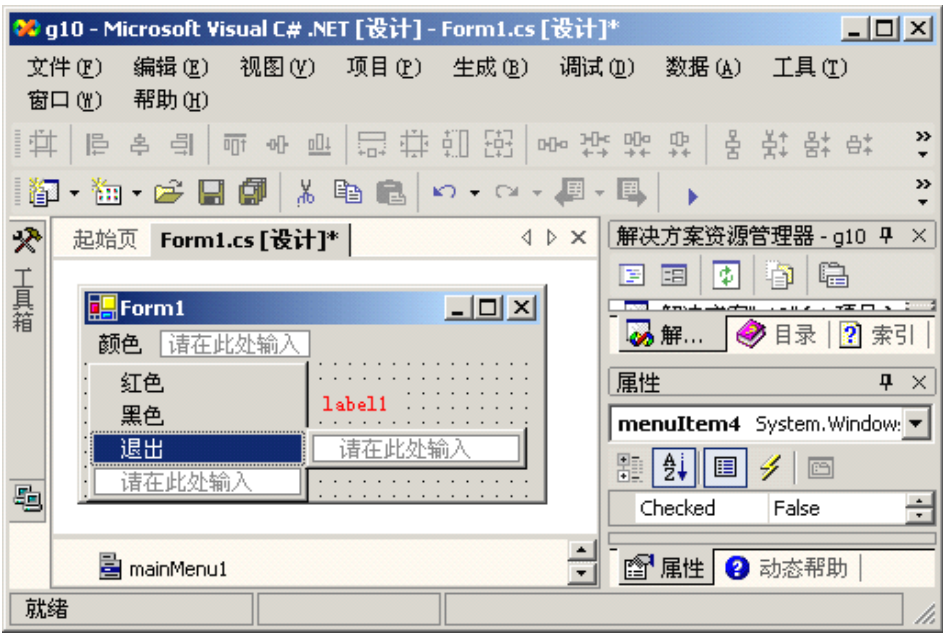 g10 - Microsoft Visual C# .NET [设计] - Form1.cs [设计]*
文件(F) 编辑(E) 视图(V) 项目(P) 生成(B) 调试(D) 数据(A) 工具(T)
窗口(W) 帮助(H)
工具箱
起始页 Form1.cs [设计]*
Form1
颜色 请在此处输入
红色
黑色
label1
退出 请在此处输入
请在此处输入
mainMenu1
解决方案资源管理器 - g10
解... 目录 索引
属性
menuItem4 System.Window
Checked False
属性 动态帮助
就绪